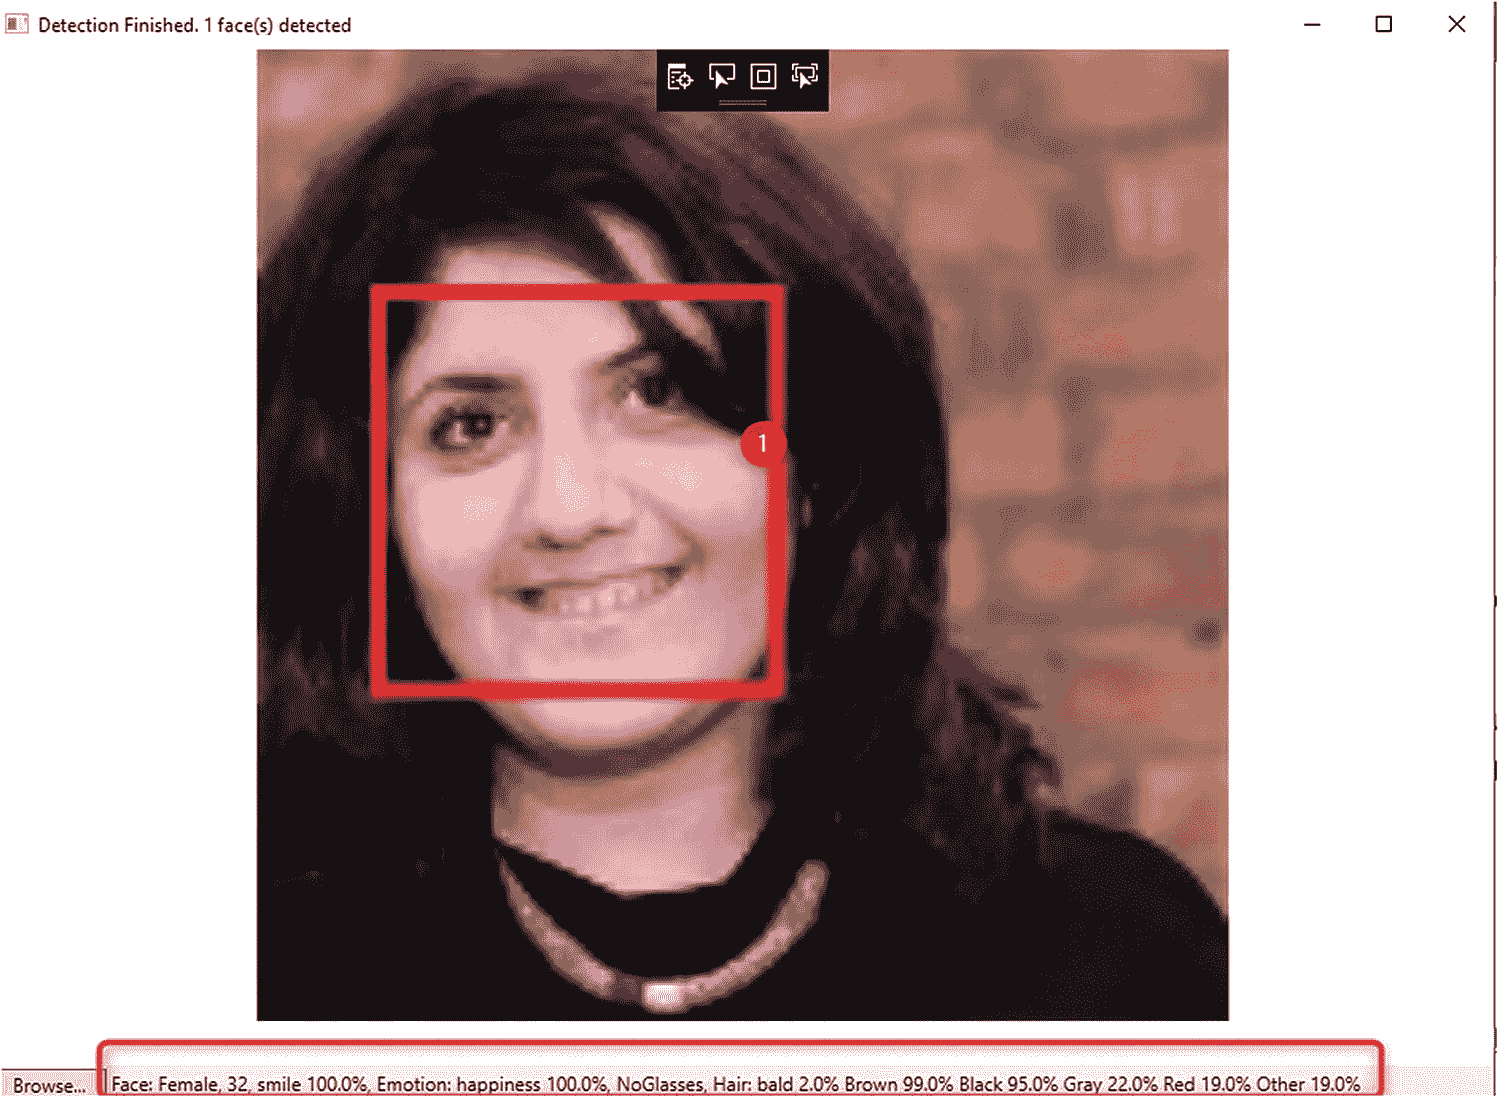 Detection Finished. 1 face(s) detected
1
Browse... Face: Female, 32, smile 100.0%, Emotion: happiness 100.0%, NoGlasses, Hair: bald 2.0% Brown 99.0% Black 95.0% Gray 22.0% Red 19.0% Other 19.0%